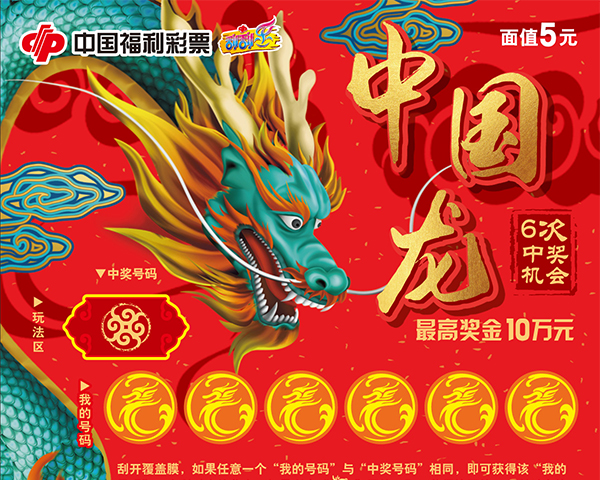 中国福利彩票
刮刮乐
面值5元
中国龙
6次
中奖
机会
最高奖金10万元
▼中奖号码
▶玩法区
▶我的号码
刮开覆盖膜，如果任意一个“我的号码”与“中奖号码”相同，即可获得该“我的